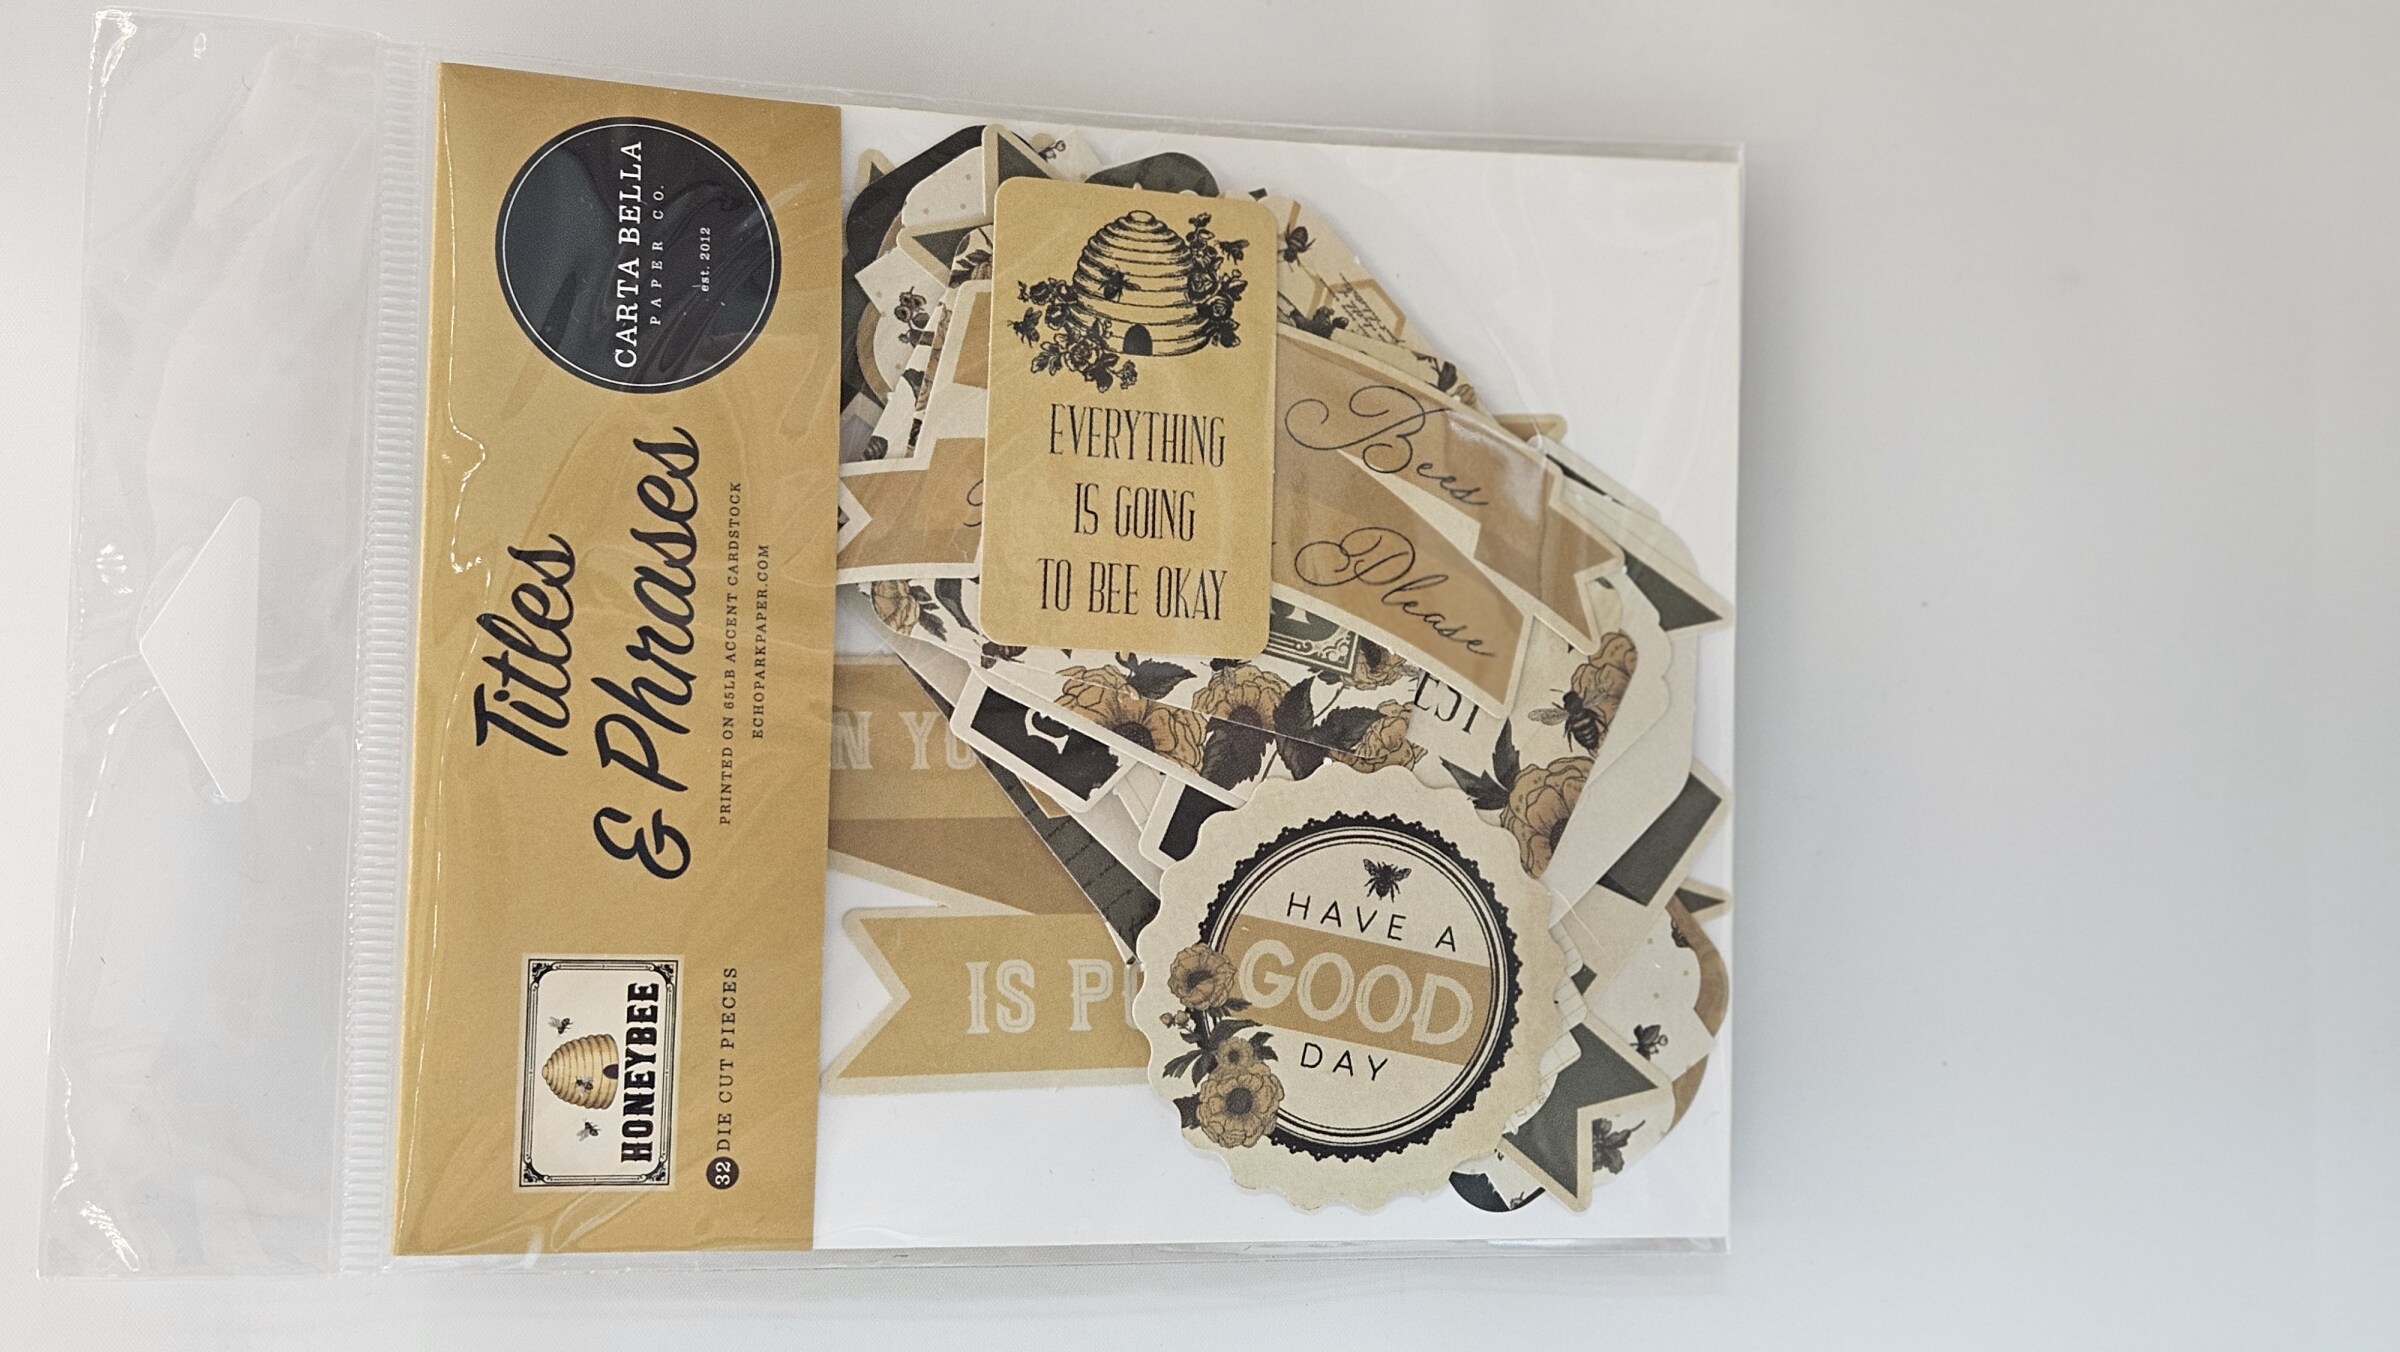 HONEYBEE
32 DIE CUT PIECES
Titles
& Phrases
PRINTED ON 65LB ACCENT CARDSTOCK
ECHOPARKPAPER.COM
CARTA BELLA
PAPER CO.
est. 2012
EVERYTHING
IS GOING
TO BEE OKAY
Bees
Please
IS
HAVE A
GOOD
DAY